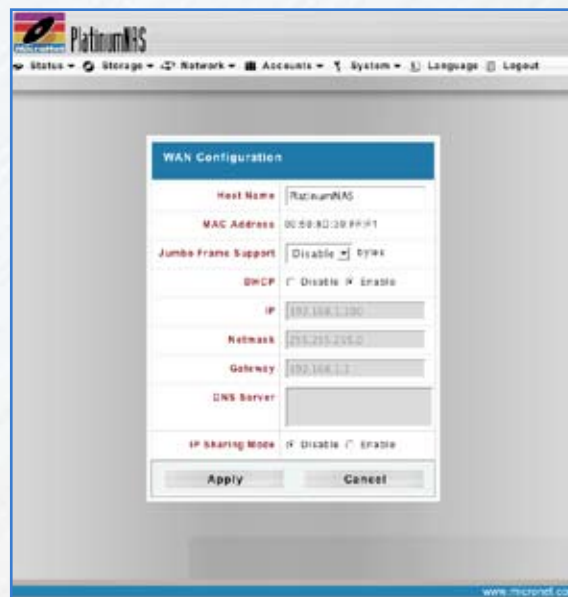 MICRONET
PlatinumNAS
Status Storage Network Accounts System Language Logout
WAN Configuration
Host Name PlatinumNAS
MAC Address
Jumbo Frame Support Disable bytes
DHCP Disable Enable
IP 192.168.1.100
Netmask 255.255.255.0
Gateway 192.168.1.1
DNS Server
IP Sharing Mode Disable Enable
Apply Cancel
www.micronet.co